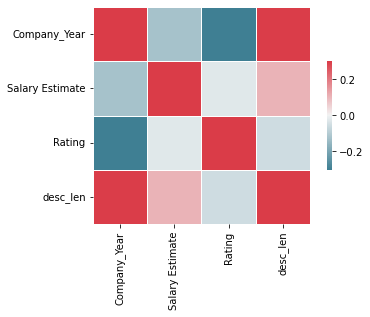 Company_Year
Salary Estimate
Rating
desc_len
Company_Year
Salary Estimate
Rating
desc_len
0.2
0.0
−0.2